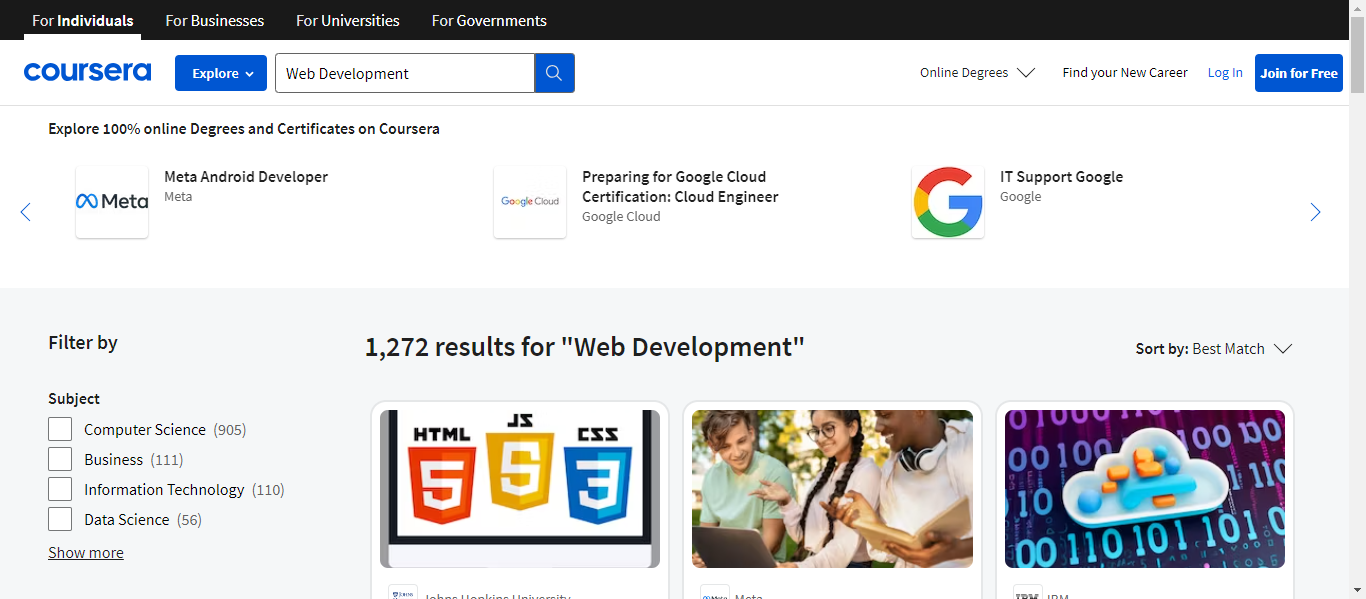 For Individuals For Businesses For Universities For Governments
coursera Explore Web Development Online Degrees Find your New Career Log In Join for Free
Explore 100% online Degrees and Certificates on Coursera
Meta
Meta Android Developer
Meta
Google Cloud
Preparing for Google Cloud
Certification: Cloud Engineer
Google Cloud
IT Support Google
Google
Filter by
1,272 results for "Web Development"
Sort by: Best Match
Subject
Computer Science (905)
Business (111)
Information Technology (110)
Data Science (56)
Show more
HTML
5
JS
5
CSS
3
Johns Hopkins University
Meta
IBM